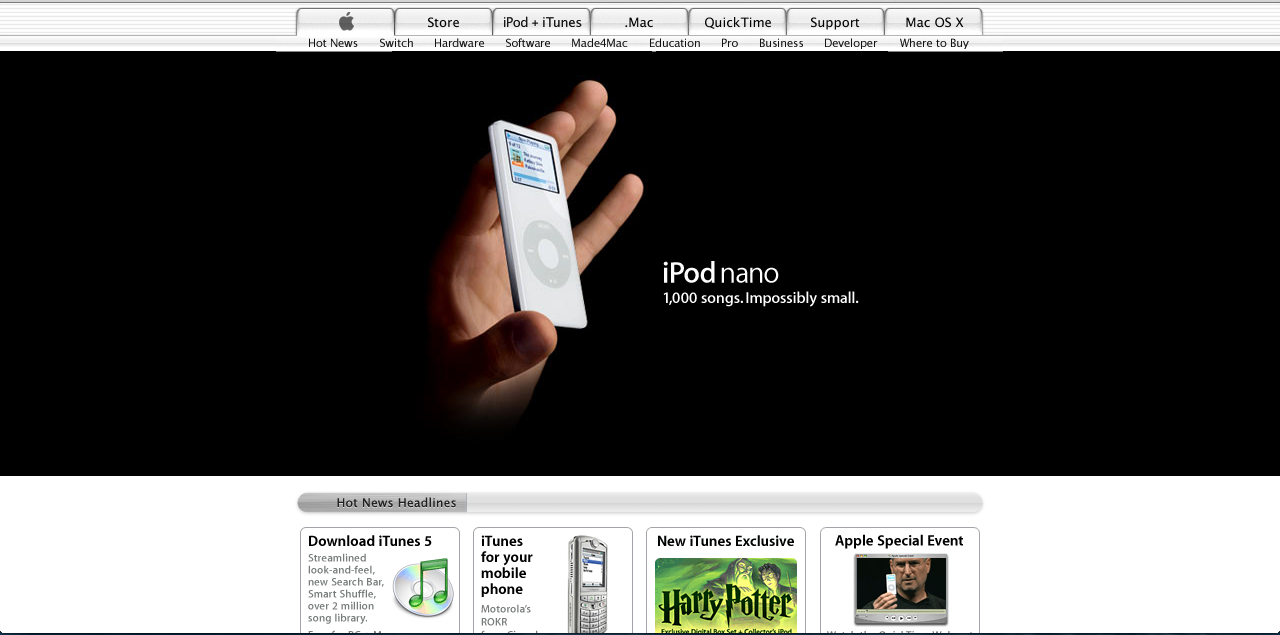 Store iPod + iTunes .Mac QuickTime Support Mac OS X
Hot News Switch Hardware Software Made4Mac Education Pro Business Developer Where to Buy
iPod nano
1,000 songs. Impossibly small.
Hot News Headlines
Download iTunes 5
Streamlined
look-and-feel,
new Search Bar,
Smart Shuffle,
over 2 million
song library.
iTunes
for your
mobile
phone
Motorola's
ROKR
New iTunes Exclusive
Harry Potter
Exclusive Digital Box Set + Collector's iPod
Apple Special Event